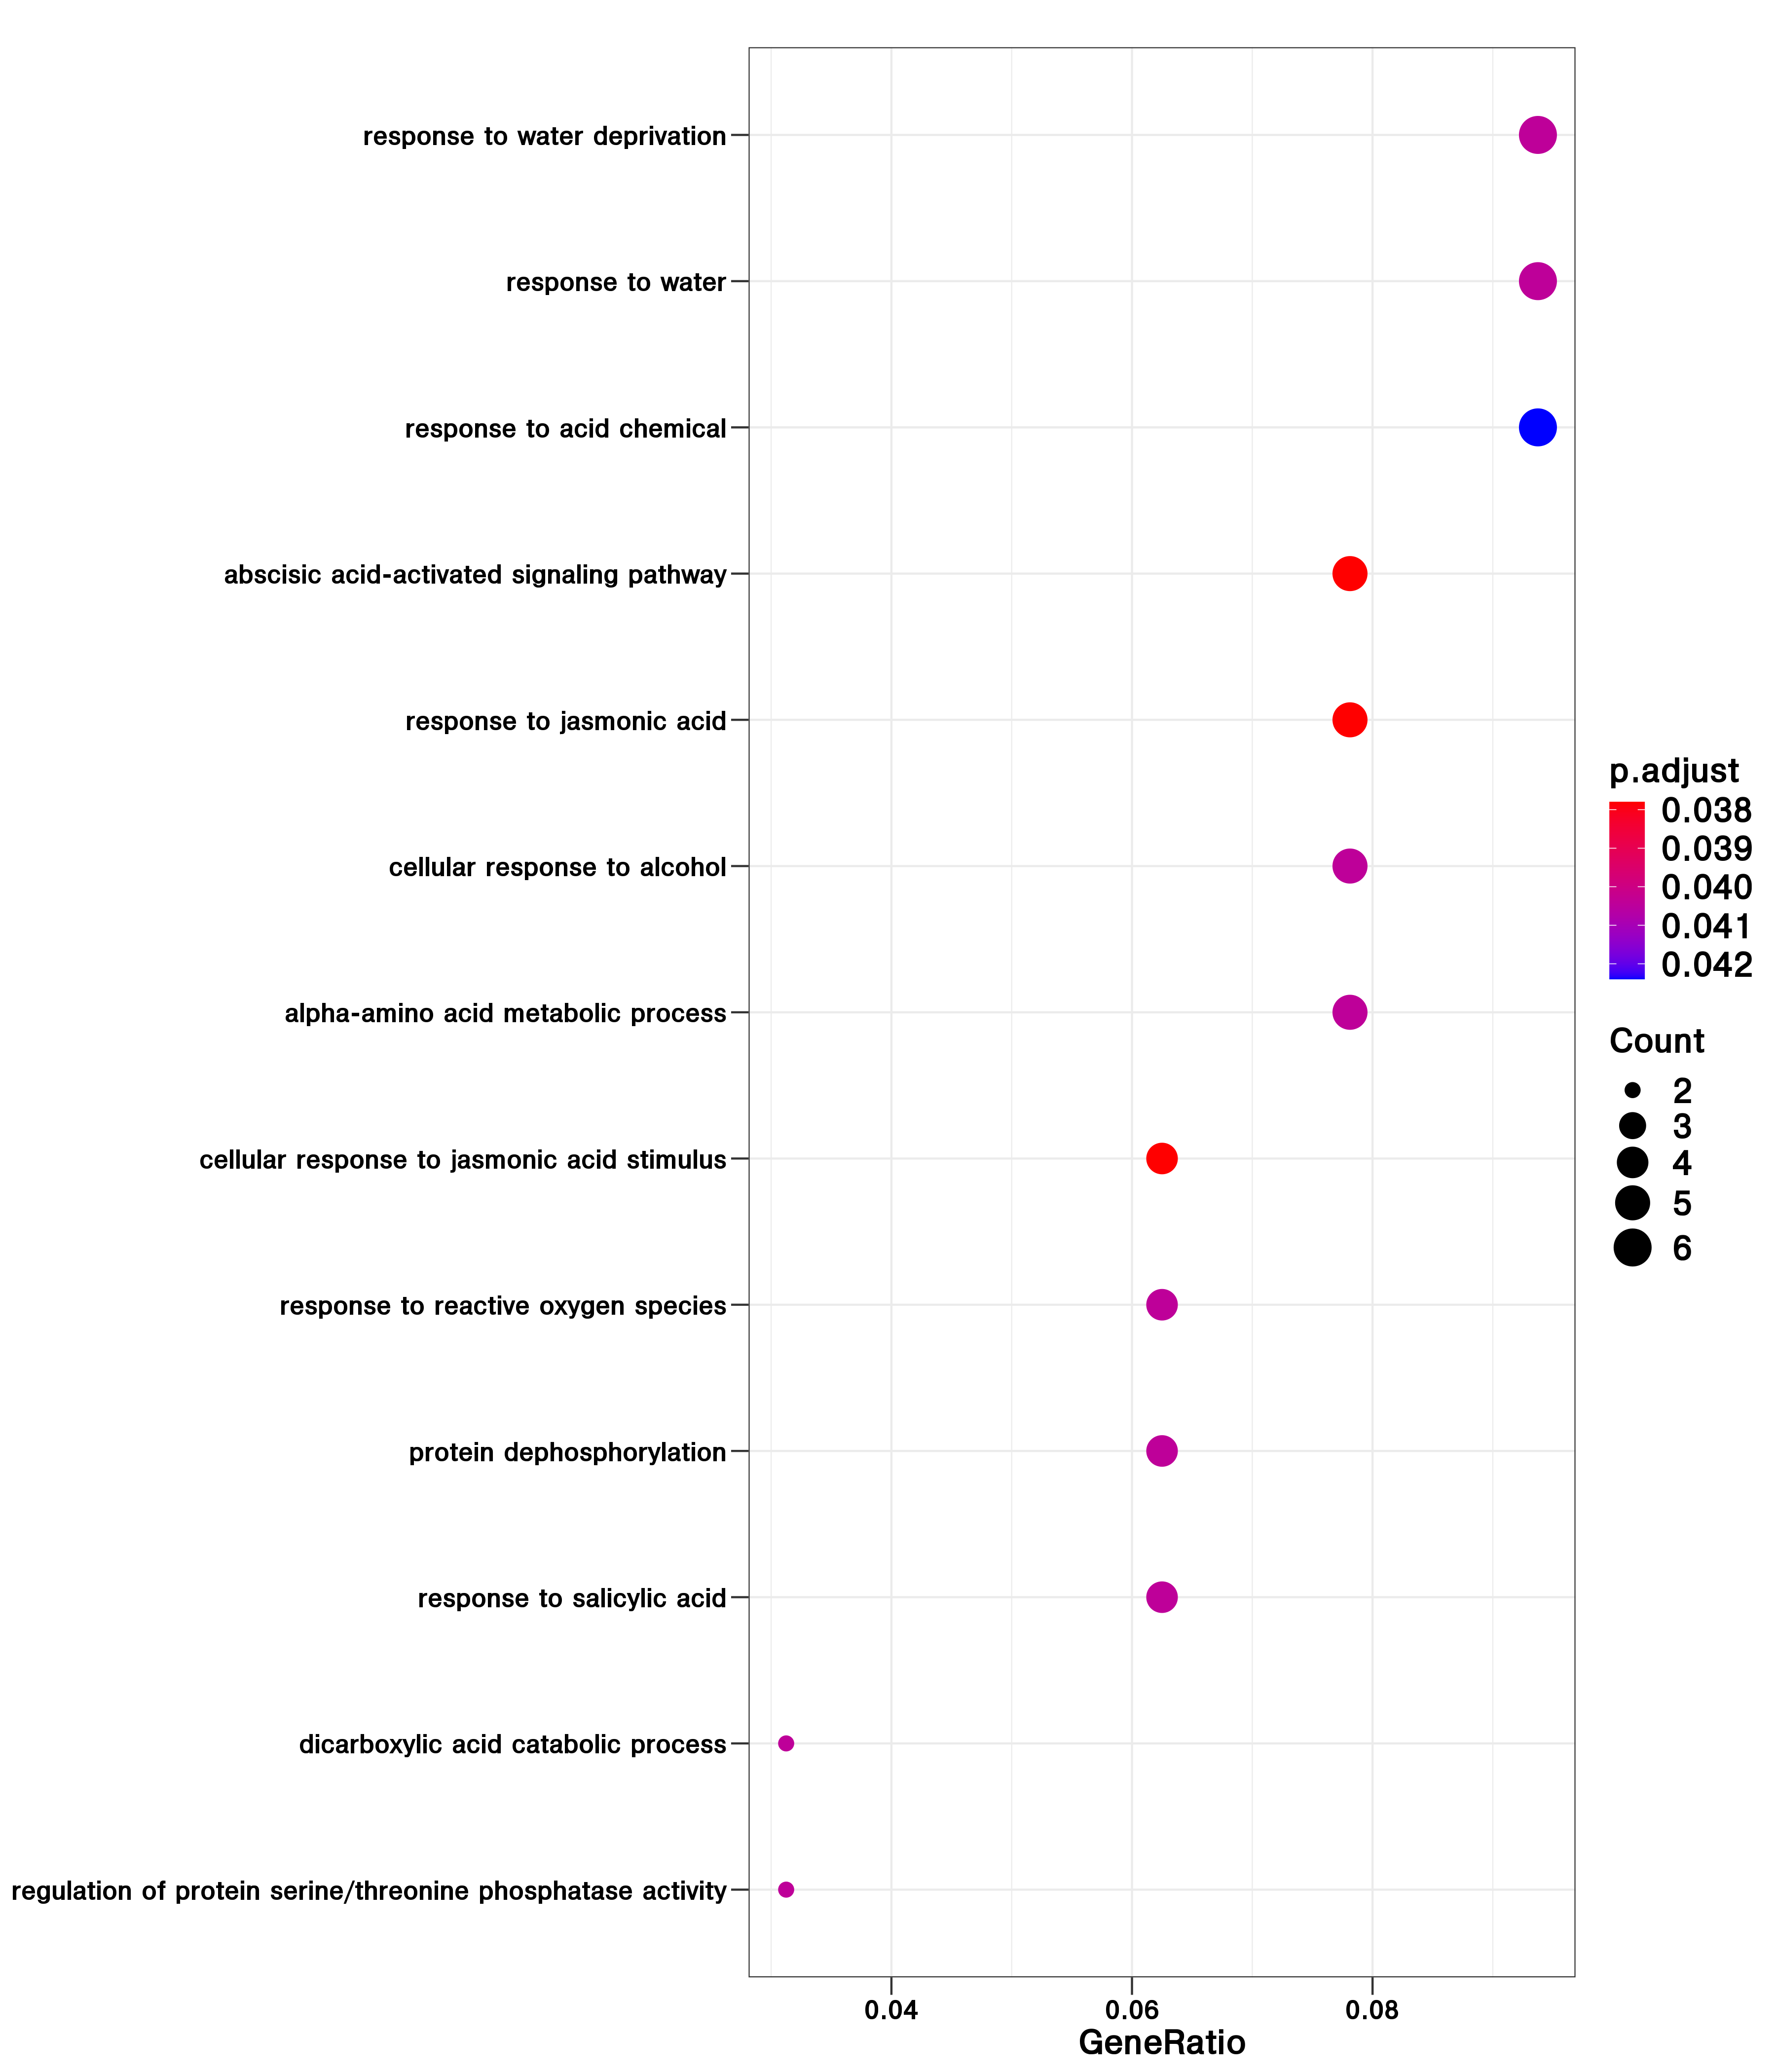 response to water deprivation
response to water
response to acid chemical
abscisic acid-activated signaling pathway
response to jasmonic acid
cellular response to alcohol
alpha-amino acid metabolic process
cellular response to jasmonic acid stimulus
response to reactive oxygen species
protein dephosphorylation
response to salicylic acid
dicarboxylic acid catabolic process
regulation of protein serine/threonine phosphatase activity
0.04 0.06 0.08
GeneRatio
p.adjust
0.038
0.039
0.040
0.041
0.042
Count
2
3
4
5
6